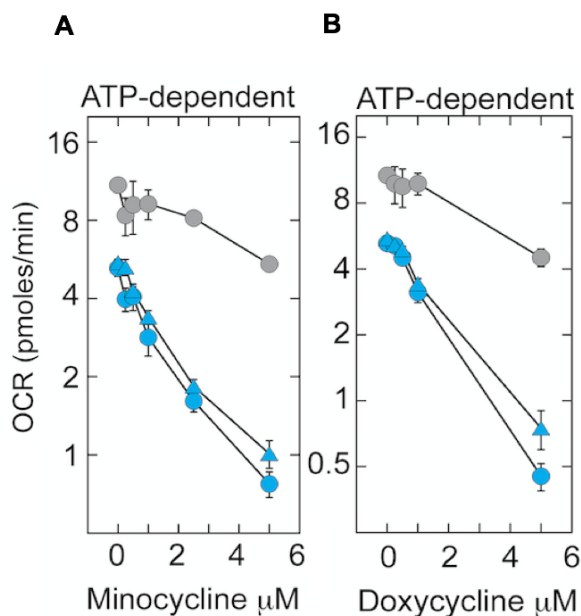 A
B
ATP-dependent
ATP-dependent
16
8
4
2
1
16
8
4
2
1
0.5
OCR (pmoles/min)
0 2 4 6
0 2 4 6
Minocycline μM
Doxycycline μM